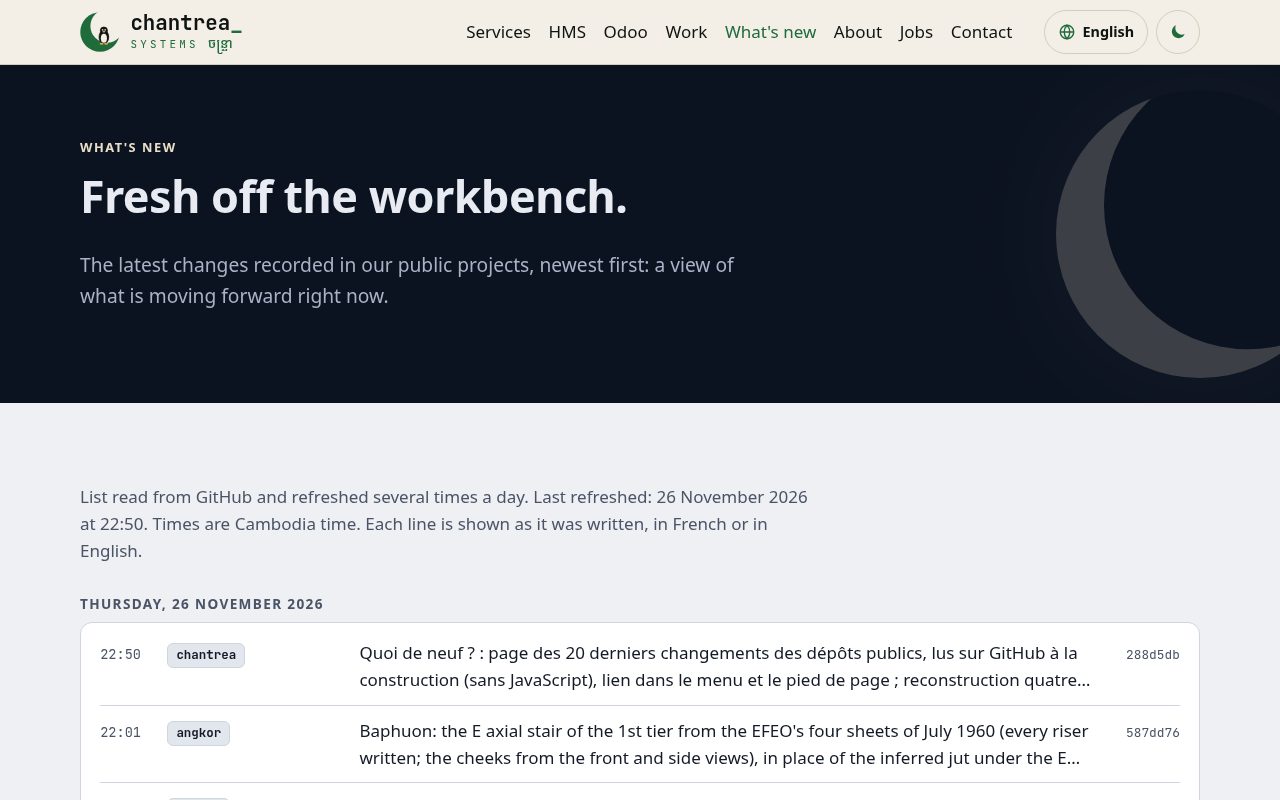 chantrea_
SYSTEMS ចន្ទ្រា
Services HMS Odoo Work What's new About Jobs Contact English
WHAT'S NEW
Fresh off the workbench.
The latest changes recorded in our public projects, newest first: a view of
what is moving forward right now.
List read from GitHub and refreshed several times a day. Last refreshed: 26 November 2026
at 22:50. Times are Cambodia time. Each line is shown as it was written, in French or in
English.
THURSDAY, 26 NOVEMBER 2026
22:50 chantrea Quoi de neuf ? : page des 20 derniers changements des dépôts publics, lus sur GitHub à la 288d5db
construction (sans JavaScript), lien dans le menu et le pied de page ; reconstruction quatre...
22:01 angkor Baphuon: the E axial stair of the 1st tier from the EFEO's four sheets of July 1960 (every riser 587dd76
written; the cheeks from the front and side views), in place of the inferred jut under the E...